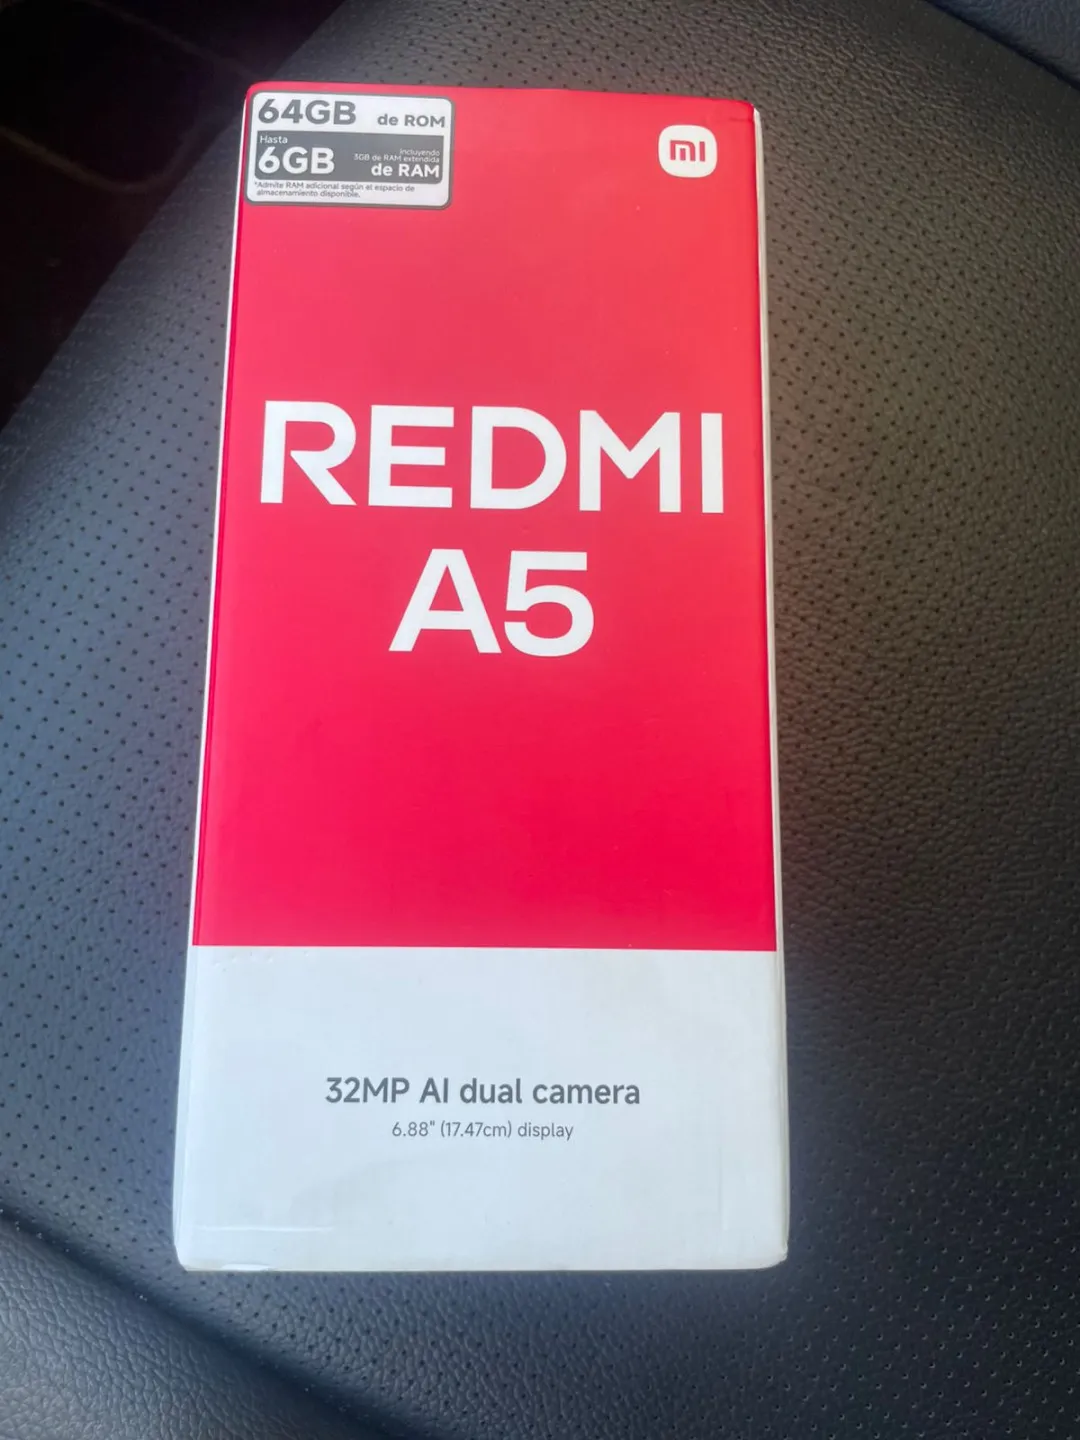 64GB de ROM
Hasta
6GB
incluyendo
3GB de RAM extendida
de RAM
*Admite RAM adicional según el espacio de
almacenamiento disponible.
mi
REDMI
A5
32MP AI dual camera
6.88" (17.47cm) display